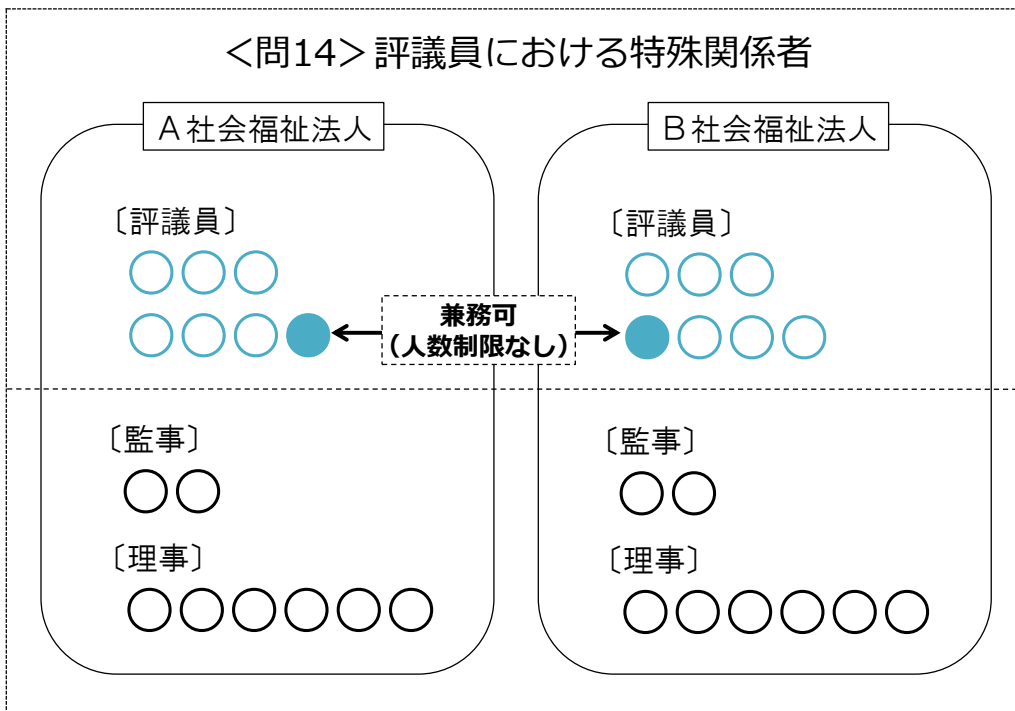 ＜問14＞評議員における特殊関係者
Ａ社会福祉法人
Ｂ社会福祉法人
〔評議員〕
〔評議員〕
兼務可
（人数制限なし）
〔監事〕
〔監事〕
〔理事〕
〔理事〕